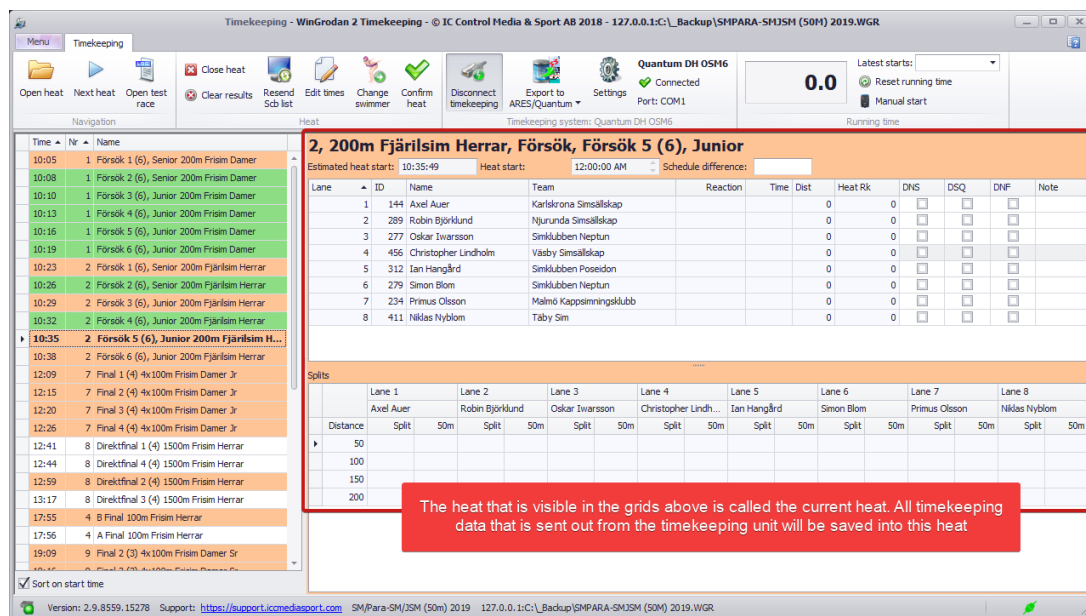 Timekeeping - WinGrodan 2 Timekeeping - © IC Control Media & Sport AB 2018 - 127.0.0.1:C:\_Backup\SMPARA-SMJSM (50M) 2019.WGR
Menu Timekeeping
Open heat
Next heat
Open test race
Navigation
Close heat
Clear results
Resend Scb list
Edit times
Change swimmer
Confirm heat
Heat
Disconnect timekeeping
Export to ARES/Quantum
Settings
Quantum DH OSM6
Connected
Port: COM1
Timekeeping system: Quantum DH OSM6
0.0
Latest starts:
Reset running time
Manual start
Running time
Time Nr Name
10:05 1 Försök 1 (6), Senior 200m Frisim Damer
10:08 1 Försök 2 (6), Senior 200m Frisim Damer
10:10 1 Försök 3 (6), Junior 200m Frisim Damer
10:13 1 Försök 4 (6), Junior 200m Frisim Damer
10:16 1 Försök 5 (6), Junior 200m Frisim Damer
10:19 1 Försök 6 (6), Junior 200m Frisim Damer
10:23 2 Försök 1 (6), Senior 200m Fjärilsim Herrar
10:26 2 Försök 2 (6), Senior 200m Fjärilsim Herrar
10:29 2 Försök 3 (6), Junior 200m Fjärilsim Herrar
10:32 2 Försök 4 (6), Junior 200m Fjärilsim Herrar
10:35 2 Försök 5 (6), Junior 200m Fjärilsim H...
10:38 2 Försök 6 (6), Junior 200m Fjärilsim Herrar
12:09 7 Final 1 (4) 4x100m Frisim Damer Jr
12:15 7 Final 2 (4) 4x100m Frisim Damer Jr
12:20 7 Final 3 (4) 4x100m Frisim Damer Jr
12:26 7 Final 4 (4) 4x100m Frisim Damer Jr
12:41 8 Direktfinal 1 (4) 1500m Frisim Herrar
12:44 8 Direktfinal 4 (4) 1500m Frisim Herrar
12:59 8 Direktfinal 2 (4) 1500m Frisim Herrar
13:17 8 Direktfinal 3 (4) 1500m Frisim Herrar
17:55 4 B Final 100m Frisim Herrar
17:56 4 A Final 100m Frisim Herrar
19:09 9 Final 2 (3) 4x100m Frisim Damer Sr
Sort on start time
2, 200m Fjärilsim Herrar, Försök, Försök 5 (6), Junior
Estimated heat start: 10:35:49 Heat start: 12:00:00 AM Schedule difference:
Lane ID Name Team Reaction Time Dist Heat Rk DNS DSQ DNF Note
1 144 Axel Auer Karlskrona Simsällskap 0 0
2 289 Robin Björklund Njurunda Simsällskap 0 0
3 277 Oskar Iwarsson Simklubben Neptun 0 0
4 456 Christopher Lindholm Väsby Simsällskap 0 0
5 312 Ian Hangård Simklubben Poseidon 0 0
6 279 Simon Blom Simklubben Neptun 0 0
7 234 Primus Olsson Malmö Kappsimningsklubb 0 0
8 411 Niklas Nyblom Täby Sim 0 0
Splits
Lane 1 Lane 2 Lane 3 Lane 4 Lane 5 Lane 6 Lane 7 Lane 8
Axel Auer Robin Björklund Oskar Iwarsson Christopher Lindh... Ian Hangård Simon Blom Primus Olsson Niklas Nyblom
Distance Split 50m Split 50m Split 50m Split 50m Split 50m Split 50m Split 50m Split 50m
50
100
150
200
The heat that is visible in the grids above is called the current heat. All timekeeping
data that is sent out from the timekeeping unit will be saved into this heat
Version: 2.9.8559.15278 Support: https://support.iccmediasport.com SM/Para-SM/JSM (50m) 2019 127.0.0.1:C:\_Backup\SMPARA-SMJSM (50M) 2019.WGR